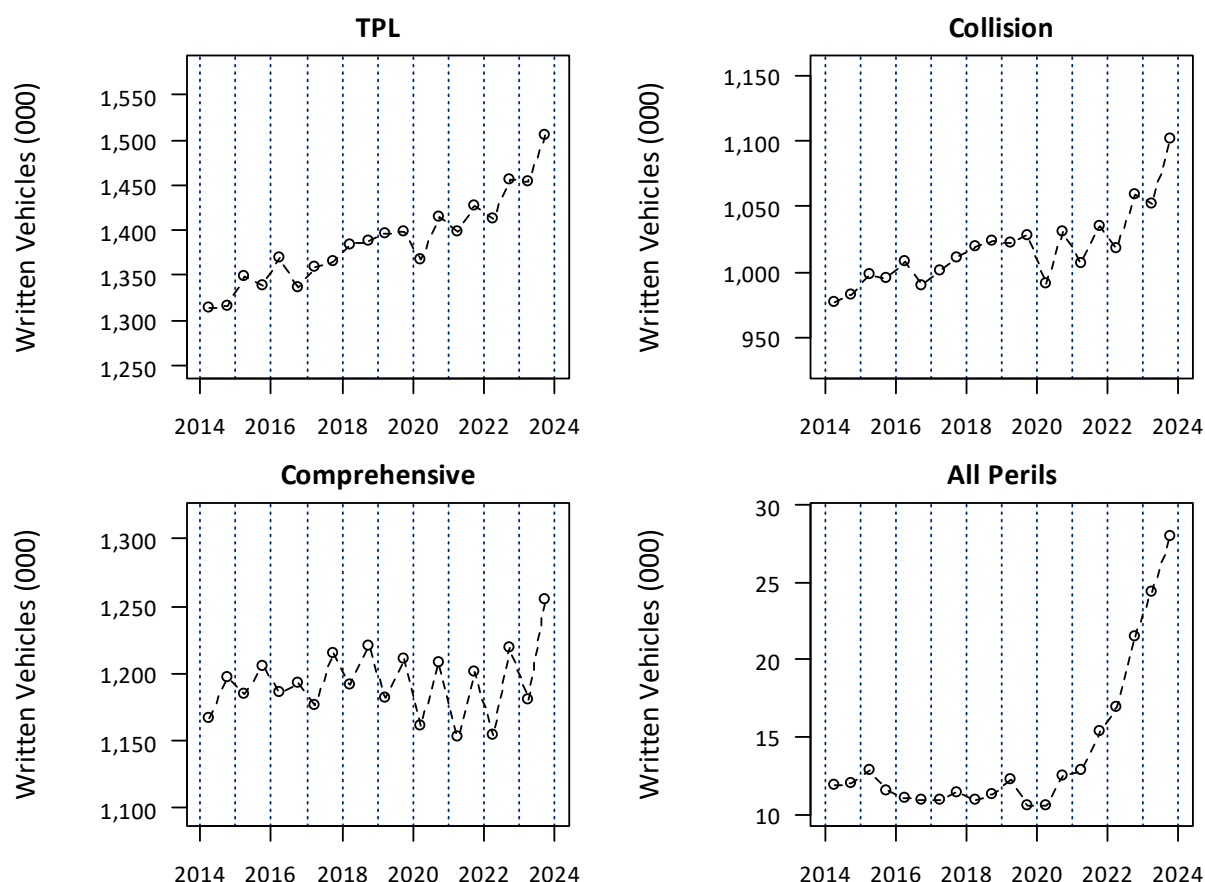 TPL
Written Vehicles (000)
1,550
1,500
1,450
1,400
1,350
1,300
1,250
2014 2016 2018 2020 2022 2024
Collision
Written Vehicles (000)
1,150
1,100
1,050
1,000
950
2014 2016 2018 2020 2022 2024
Comprehensive
Written Vehicles (000)
1,300
1,250
1,200
1,150
1,100
2014 2016 2018 2020 2022 2024
All Perils
Written Vehicles (000)
30
25
20
15
10
2014 2016 2018 2020 2022 2024